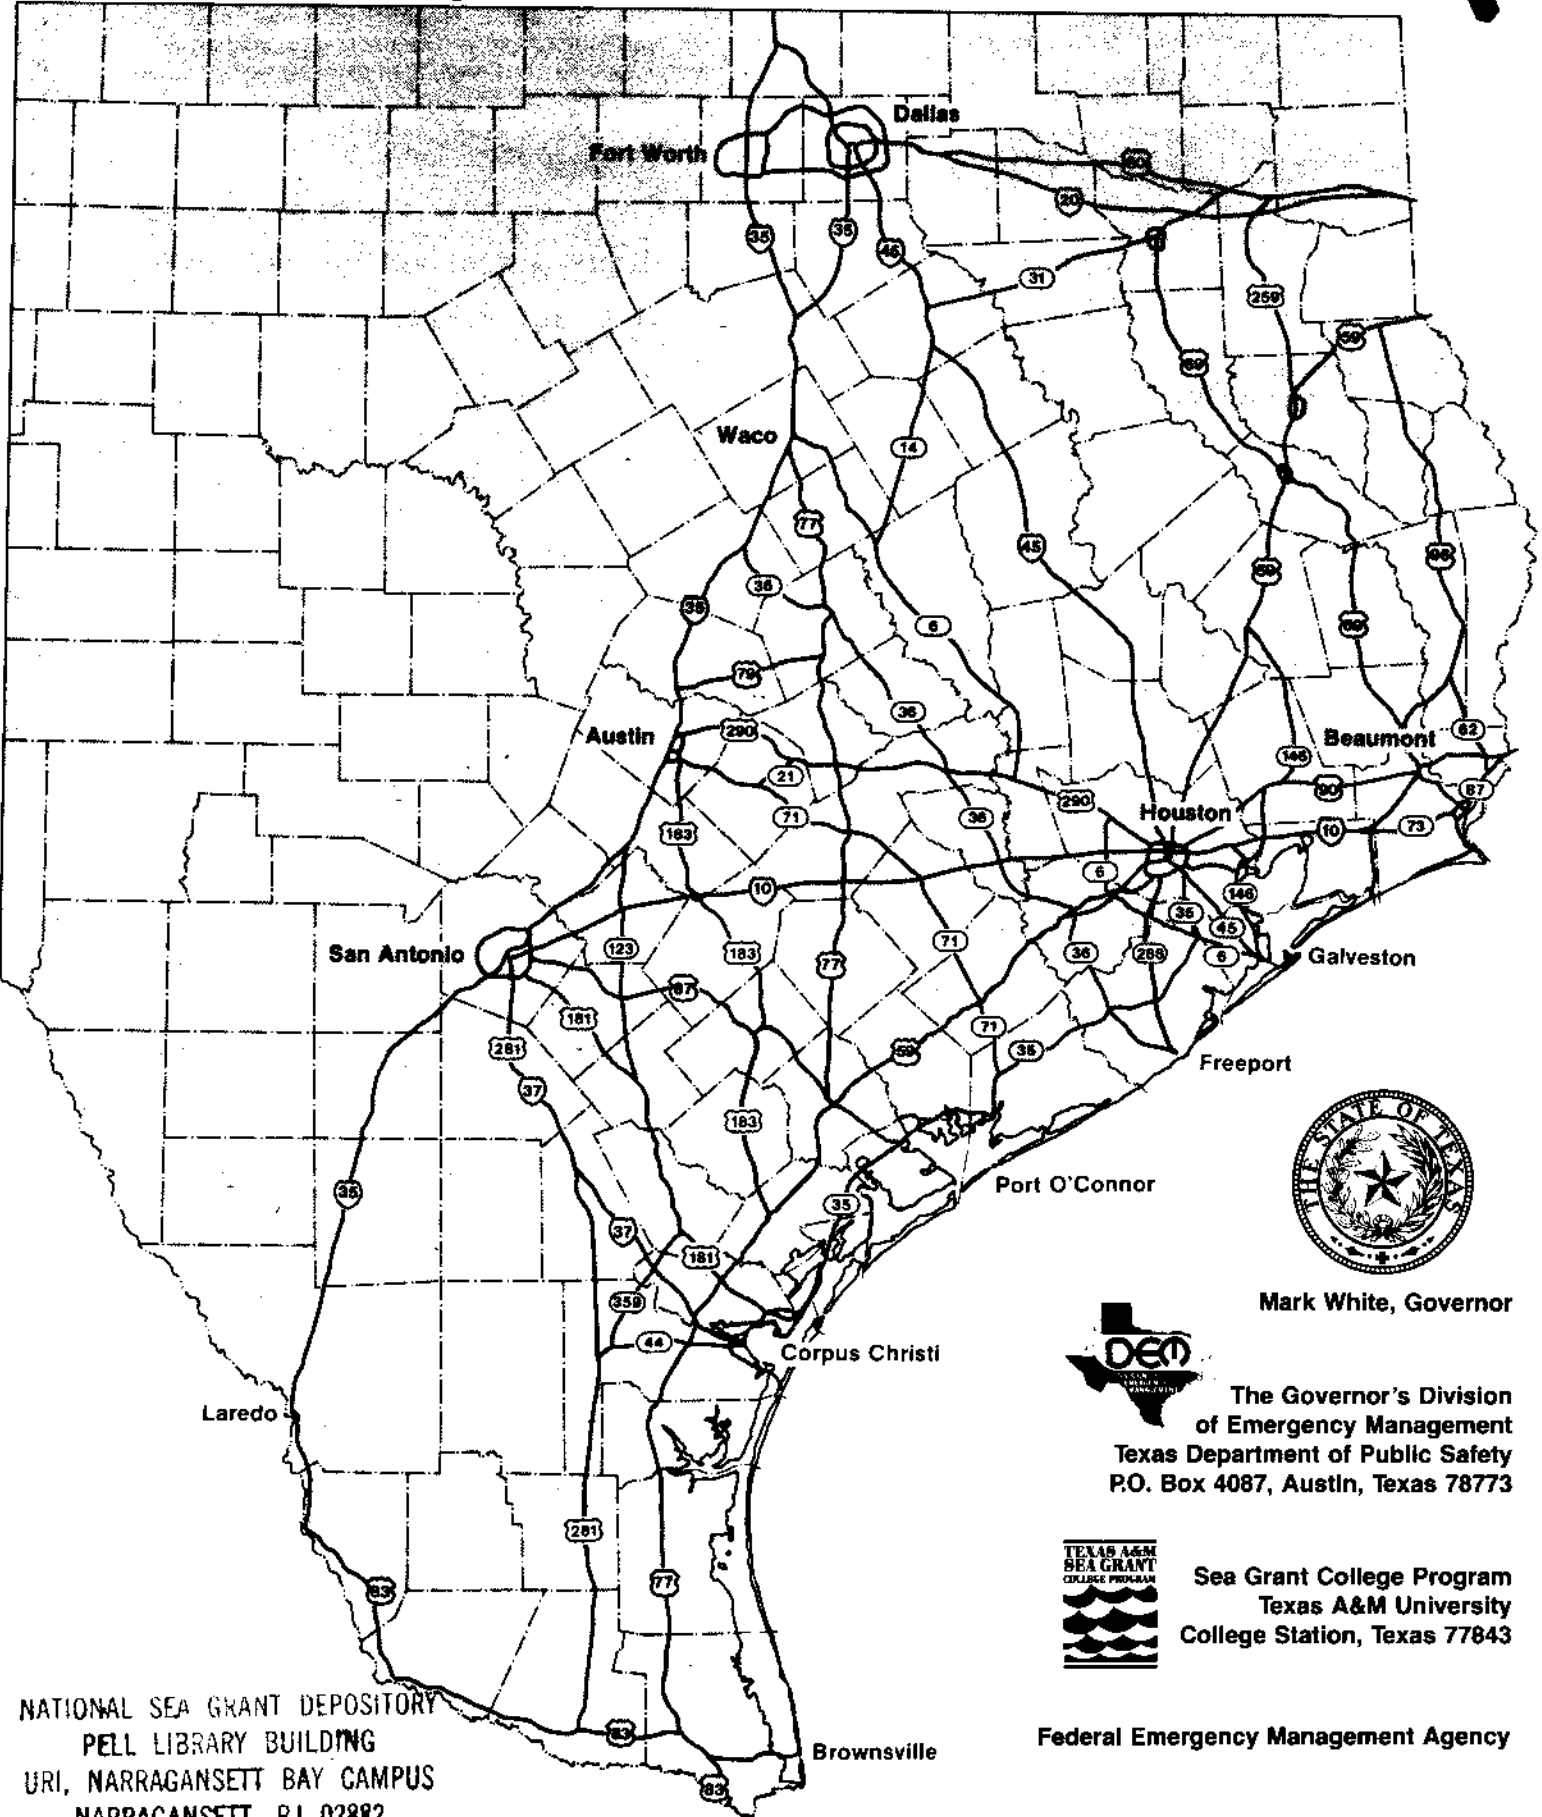 Dallas
Fort Worth
80
20
35
35
45
31
259
59
69
Waco
14
77
45
96
59
36
35
6
69
79
36
290
Austin
62
Beaumont
146
21
87
90
290
Houston
71
36
183
10
73
6
10
146
35
45
123
183
71
36
288
6
San Antonio
77
Galveston
87
181
71
281
59
35
Freeport
37
183
THE STATE OF TEXAS
Port O'Connor
35
35
37
181
359
Mark White, Governor
44
DEM
Corpus Christi
The Governor's Division
of Emergency Management
Laredo
Texas Department of Public Safety
P.O. Box 4087, Austin, Texas 78773
281
TEXAS A&M
SEA GRANT
COLLEGE PROGRAM
Sea Grant College Program
77
83
Texas A&M University
College Station, Texas 77843
NATIONAL SEA GRANT DEPOSITORY
PELL LIBRARY BUILDING
83
Federal Emergency Management Agency
Brownsville
URI, NARRAGANSETT BAY CAMPUS
83
NARRAGANSETT, R.I. 02882